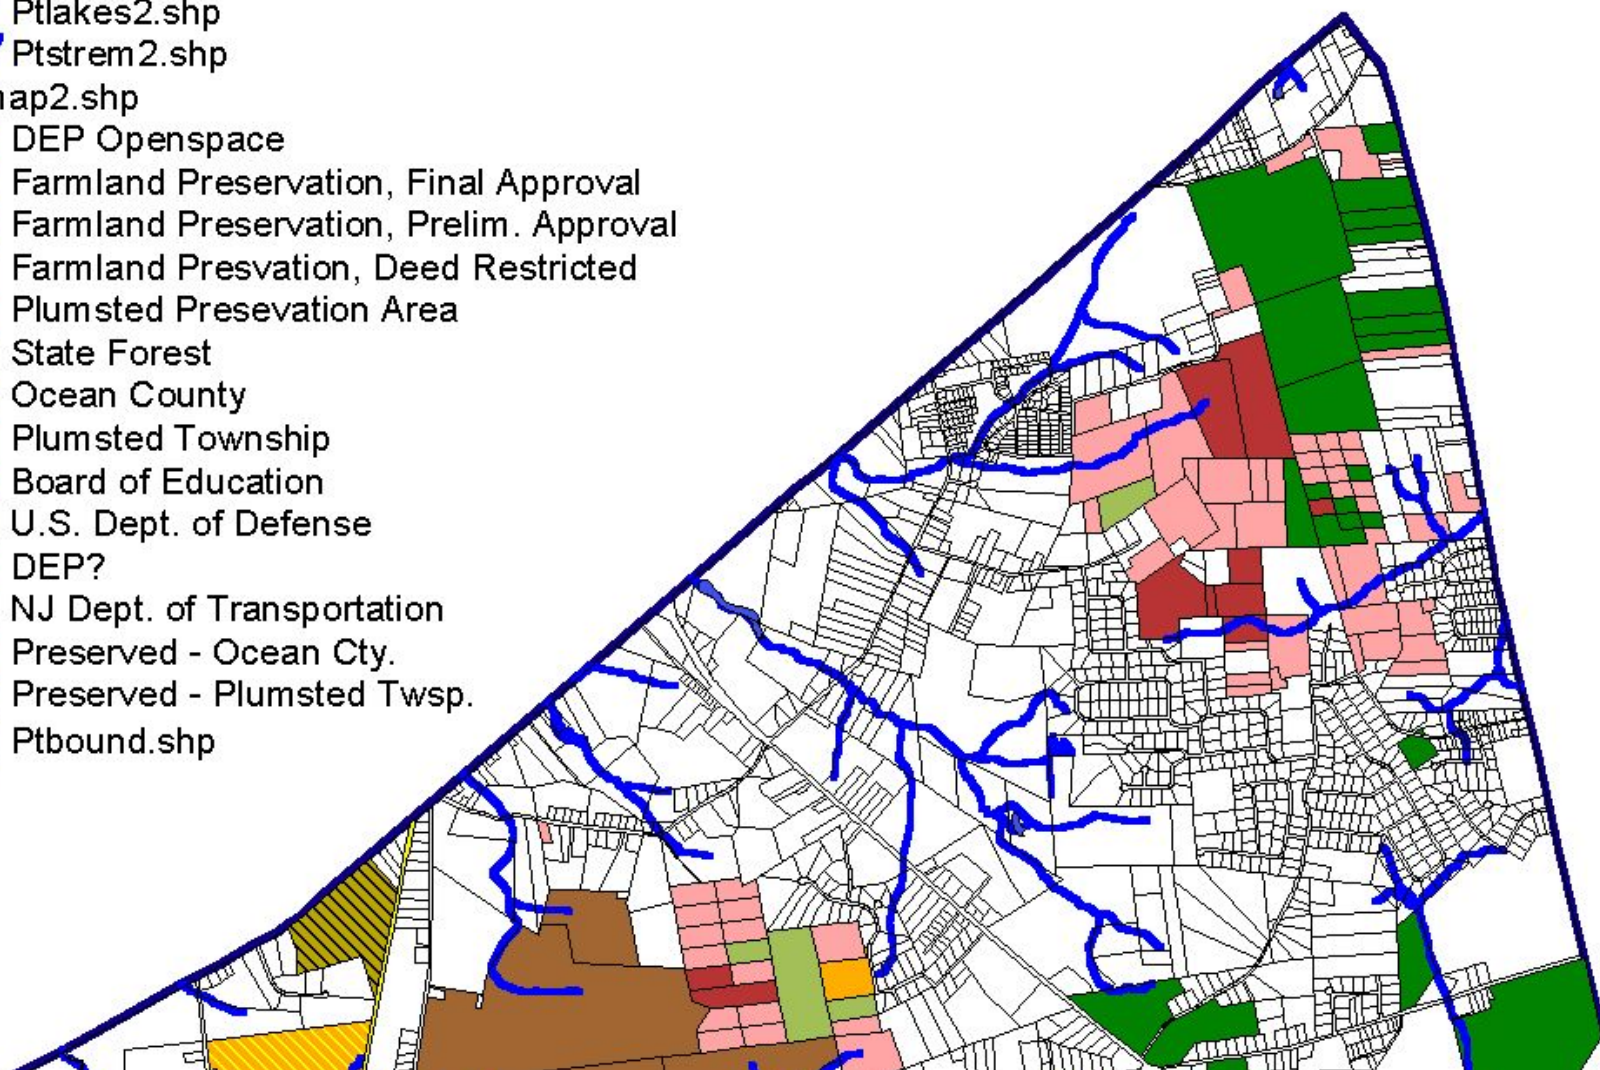 Ptlakes2.shp
Ptstrem2.shp
map2.shp
DEP Openspace
Farmland Preservation, Final Approval
Farmland Preservation, Prelim. Approval
Farmland Presvation, Deed Restricted
Plumsted Presevation Area
State Forest
Ocean County
Plumsted Township
Board of Education
U.S. Dept. of Defense
DEP?
NJ Dept. of Transportation
Preserved - Ocean Cty.
Preserved - Plumsted Twsp.
Ptbound.shp